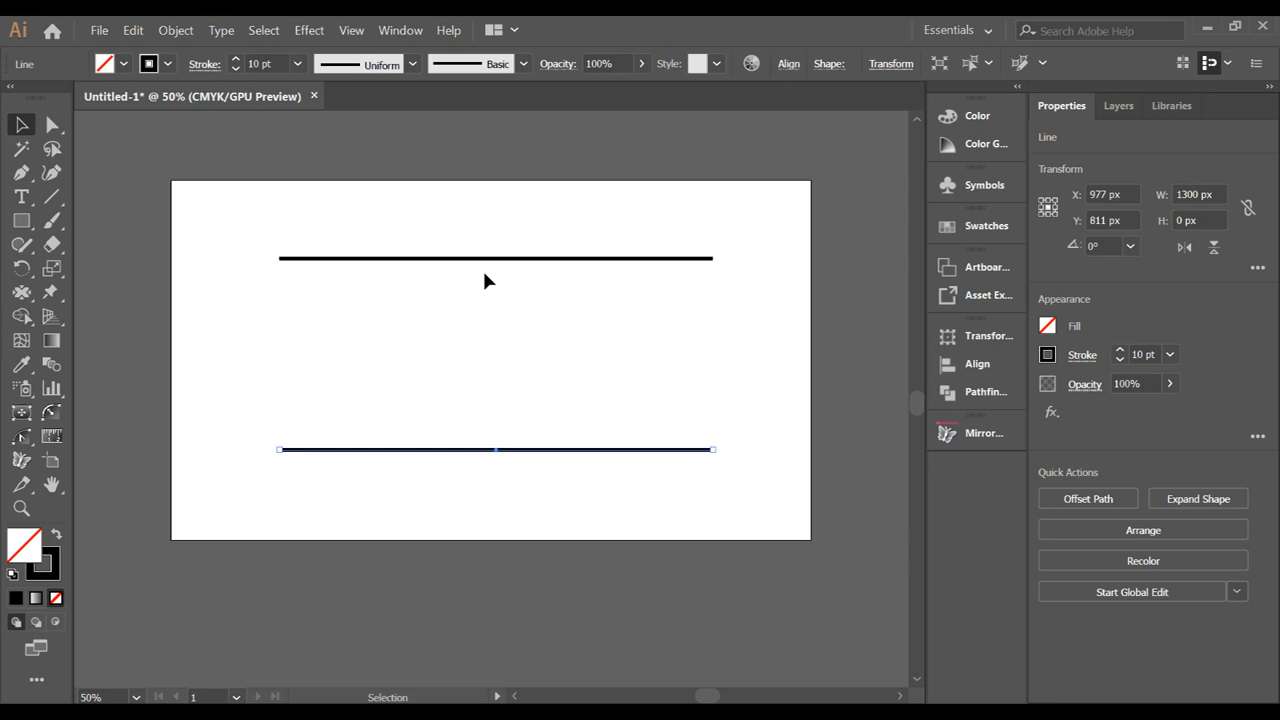 Ai File Edit Object Type Select Effect View Window Help Essentials Search Adobe Help
Line Stroke: 10 pt Uniform Basic Opacity: 100% Style: Align Shape: Transform
Untitled-1* @ 50% (CMYK/GPU Preview) ×
Color
Color G...
Symbols
Swatches
Artboar...
Asset Ex...
Transfor...
Align
Pathfin...
Mirror...
Properties Layers Libraries
Line
Transform
X: 977 px W: 1300 px
Y: 811 px H: 0 px
0°
Appearance
Fill
Stroke 10 pt
Opacity 100%
fx.
Quick Actions
Offset Path Expand Shape
Arrange
Recolor
Start Global Edit
50% 1 Selection